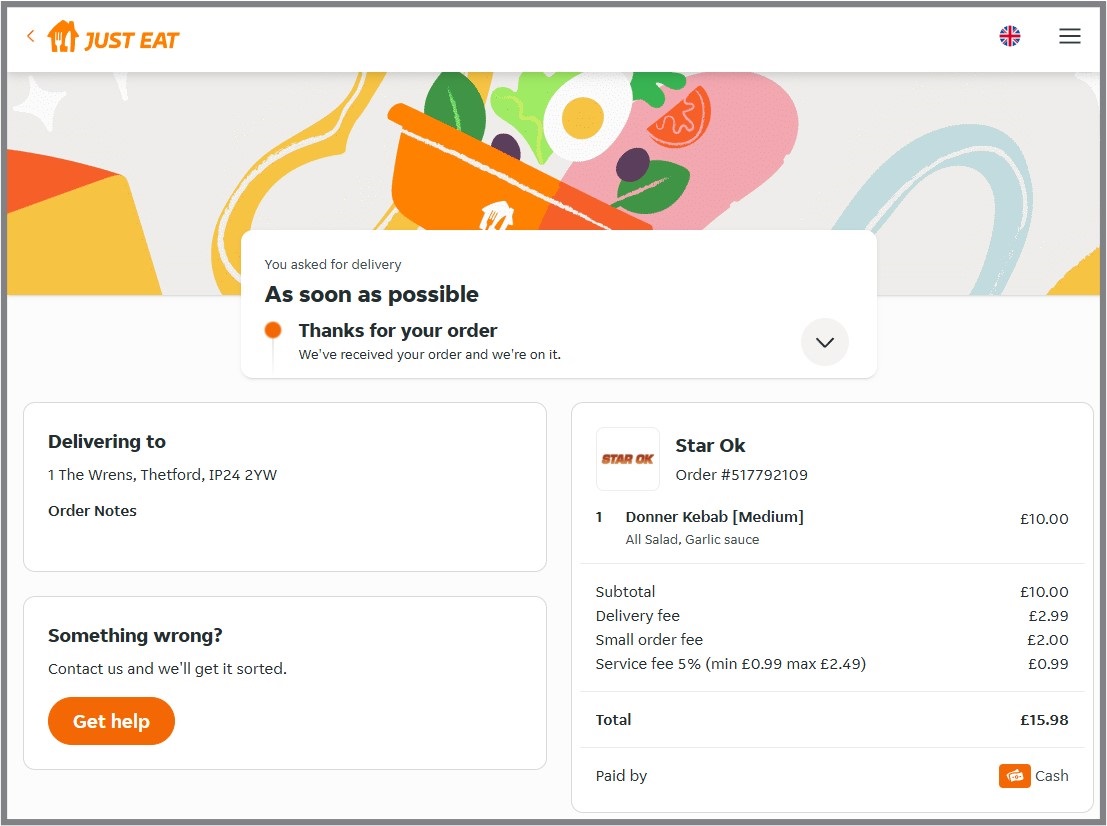 JUST EAT
You asked for delivery
As soon as possible
Thanks for your order
We've received your order and we're on it.
Delivering to
1 The Wrens, Thetford, IP24 2YW
Order Notes
Something wrong?
Contact us and we'll get it sorted.
Get help
STAR OK
Star Ok
Order #517792109
1 Donner Kebab [Medium] £10.00
All Salad, Garlic sauce
Subtotal £10.00
Delivery fee £2.99
Small order fee £2.00
Service fee 5% (min £0.99 max £2.49) £0.99
Total £15.98
Paid by Cash